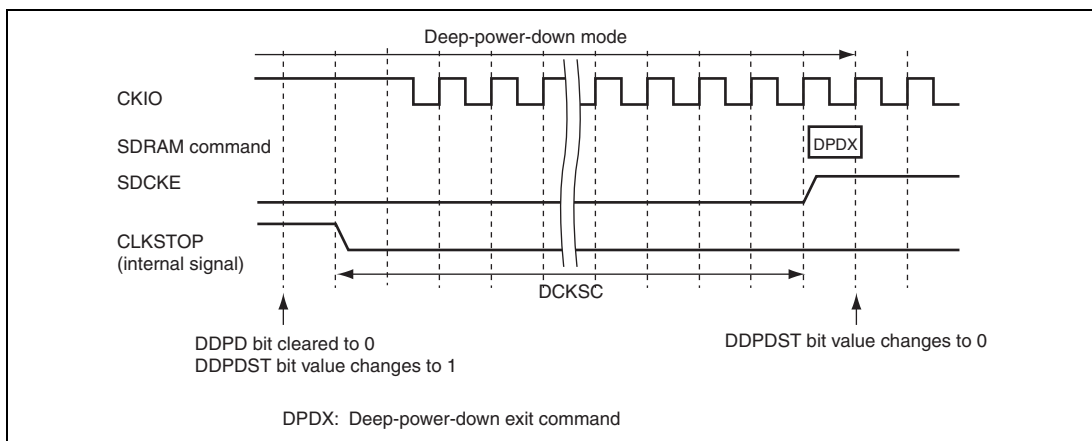 Deep-power-down mode
CKIO
SDRAM command
DPDX
SDCKE
CLKSTOP
(internal signal)
DCKSC
DDPD bit cleared to 0
DDPDST bit value changes to 1
DDPDST bit value changes to 0
DPDX: Deep-power-down exit command